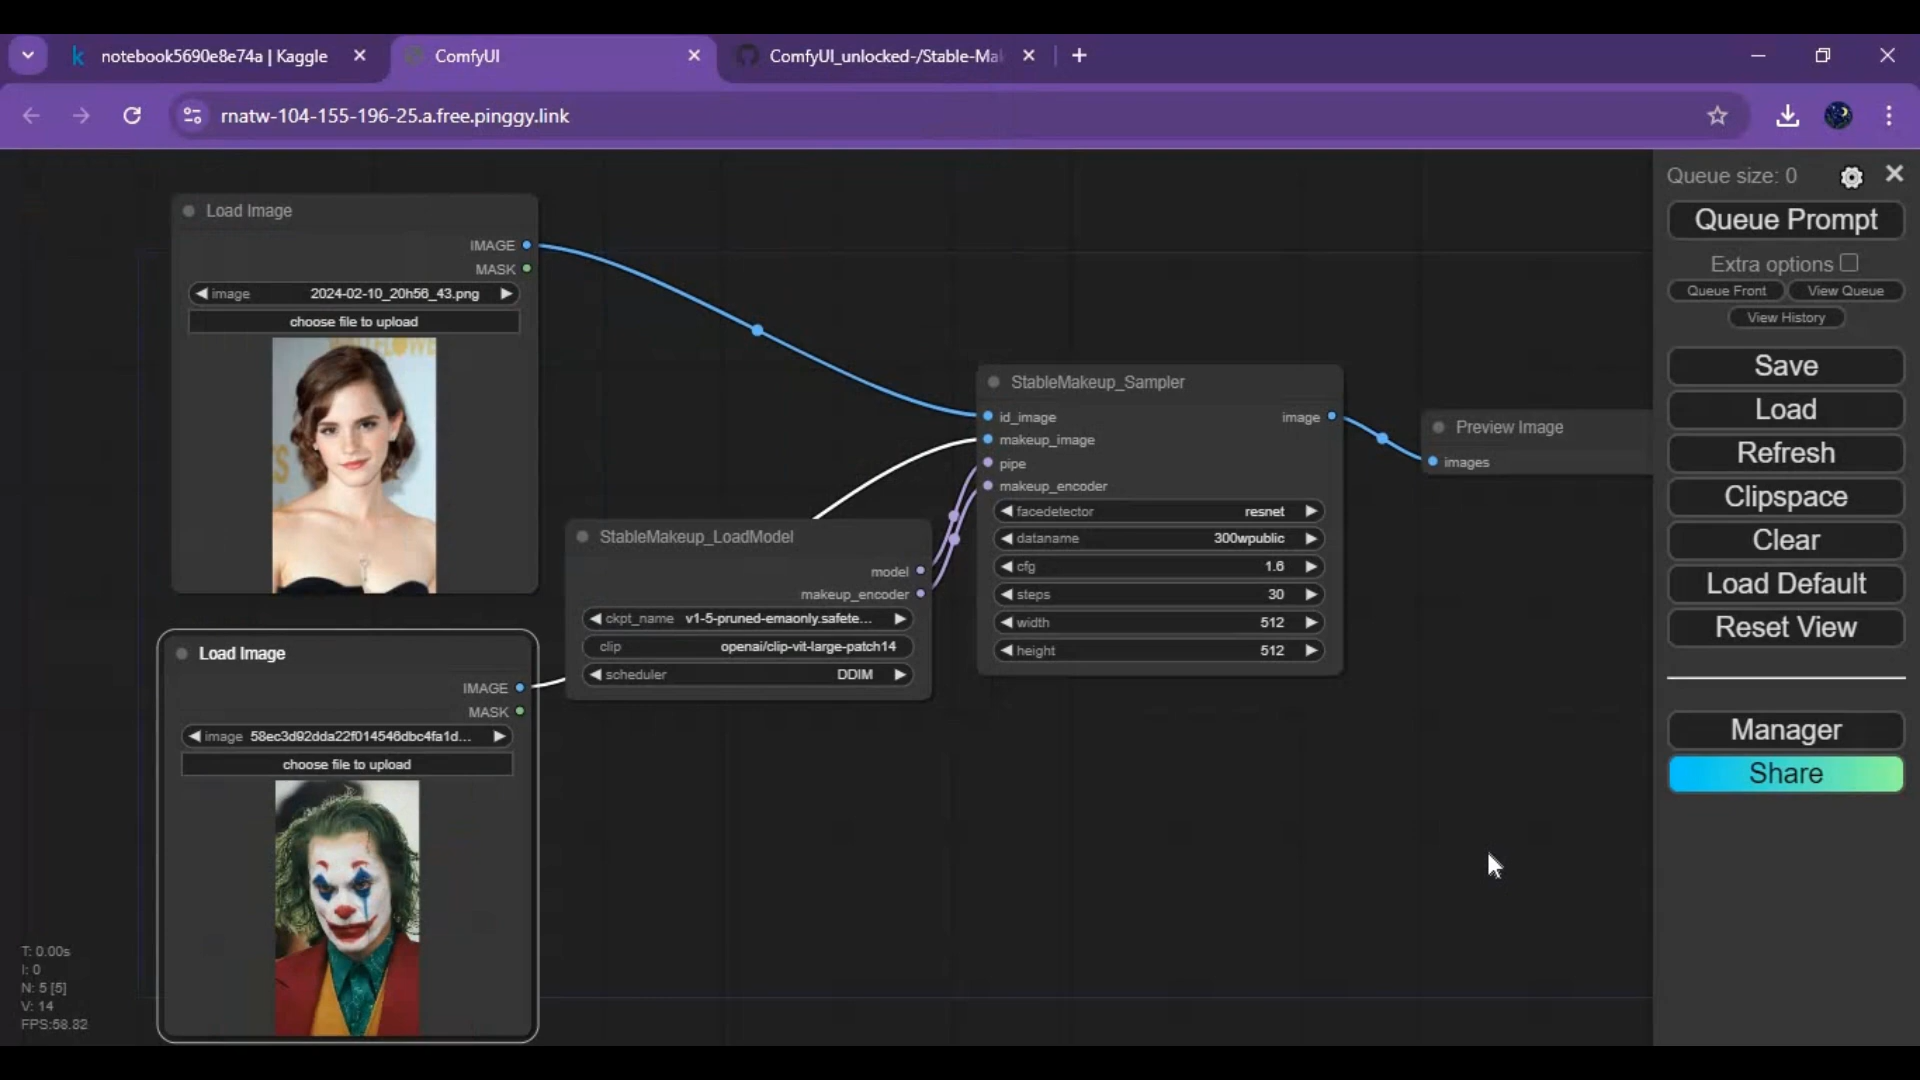 notebook5690e8e74a | Kaggle
ComfyUI
ComfyUI_unlocked-/Stable-Ma
rnatw-104-155-196-25.a.free.pinggy.link
Load Image
IMAGE
MASK
image 2024-02-10_20h56_43.png
choose file to upload
Load Image
IMAGE
MASK
image 58ec3d92dda22f014546dbc4fa1d...
choose file to upload
StableMakeup_LoadModel
model
makeup_encoder
ckpt_name v1-5-pruned-emaonly.safete...
clip openai/clip-vit-large-patch14
scheduler DDIM
StableMakeup_Sampler
id_image image
makeup_image
pipe
makeup_encoder
facedetector resnet
dataname 300wpublic
cfg 1.6
steps 30
width 512
height 512
Preview Image
images
Queue size: 0
Queue Prompt
Extra options
Queue Front View Queue
View History
Save
Load
Refresh
Clipspace
Clear
Load Default
Reset View
Manager
Share
T: 0.00s
I: 0
N: 5 [5]
V: 14
FPS:58.82